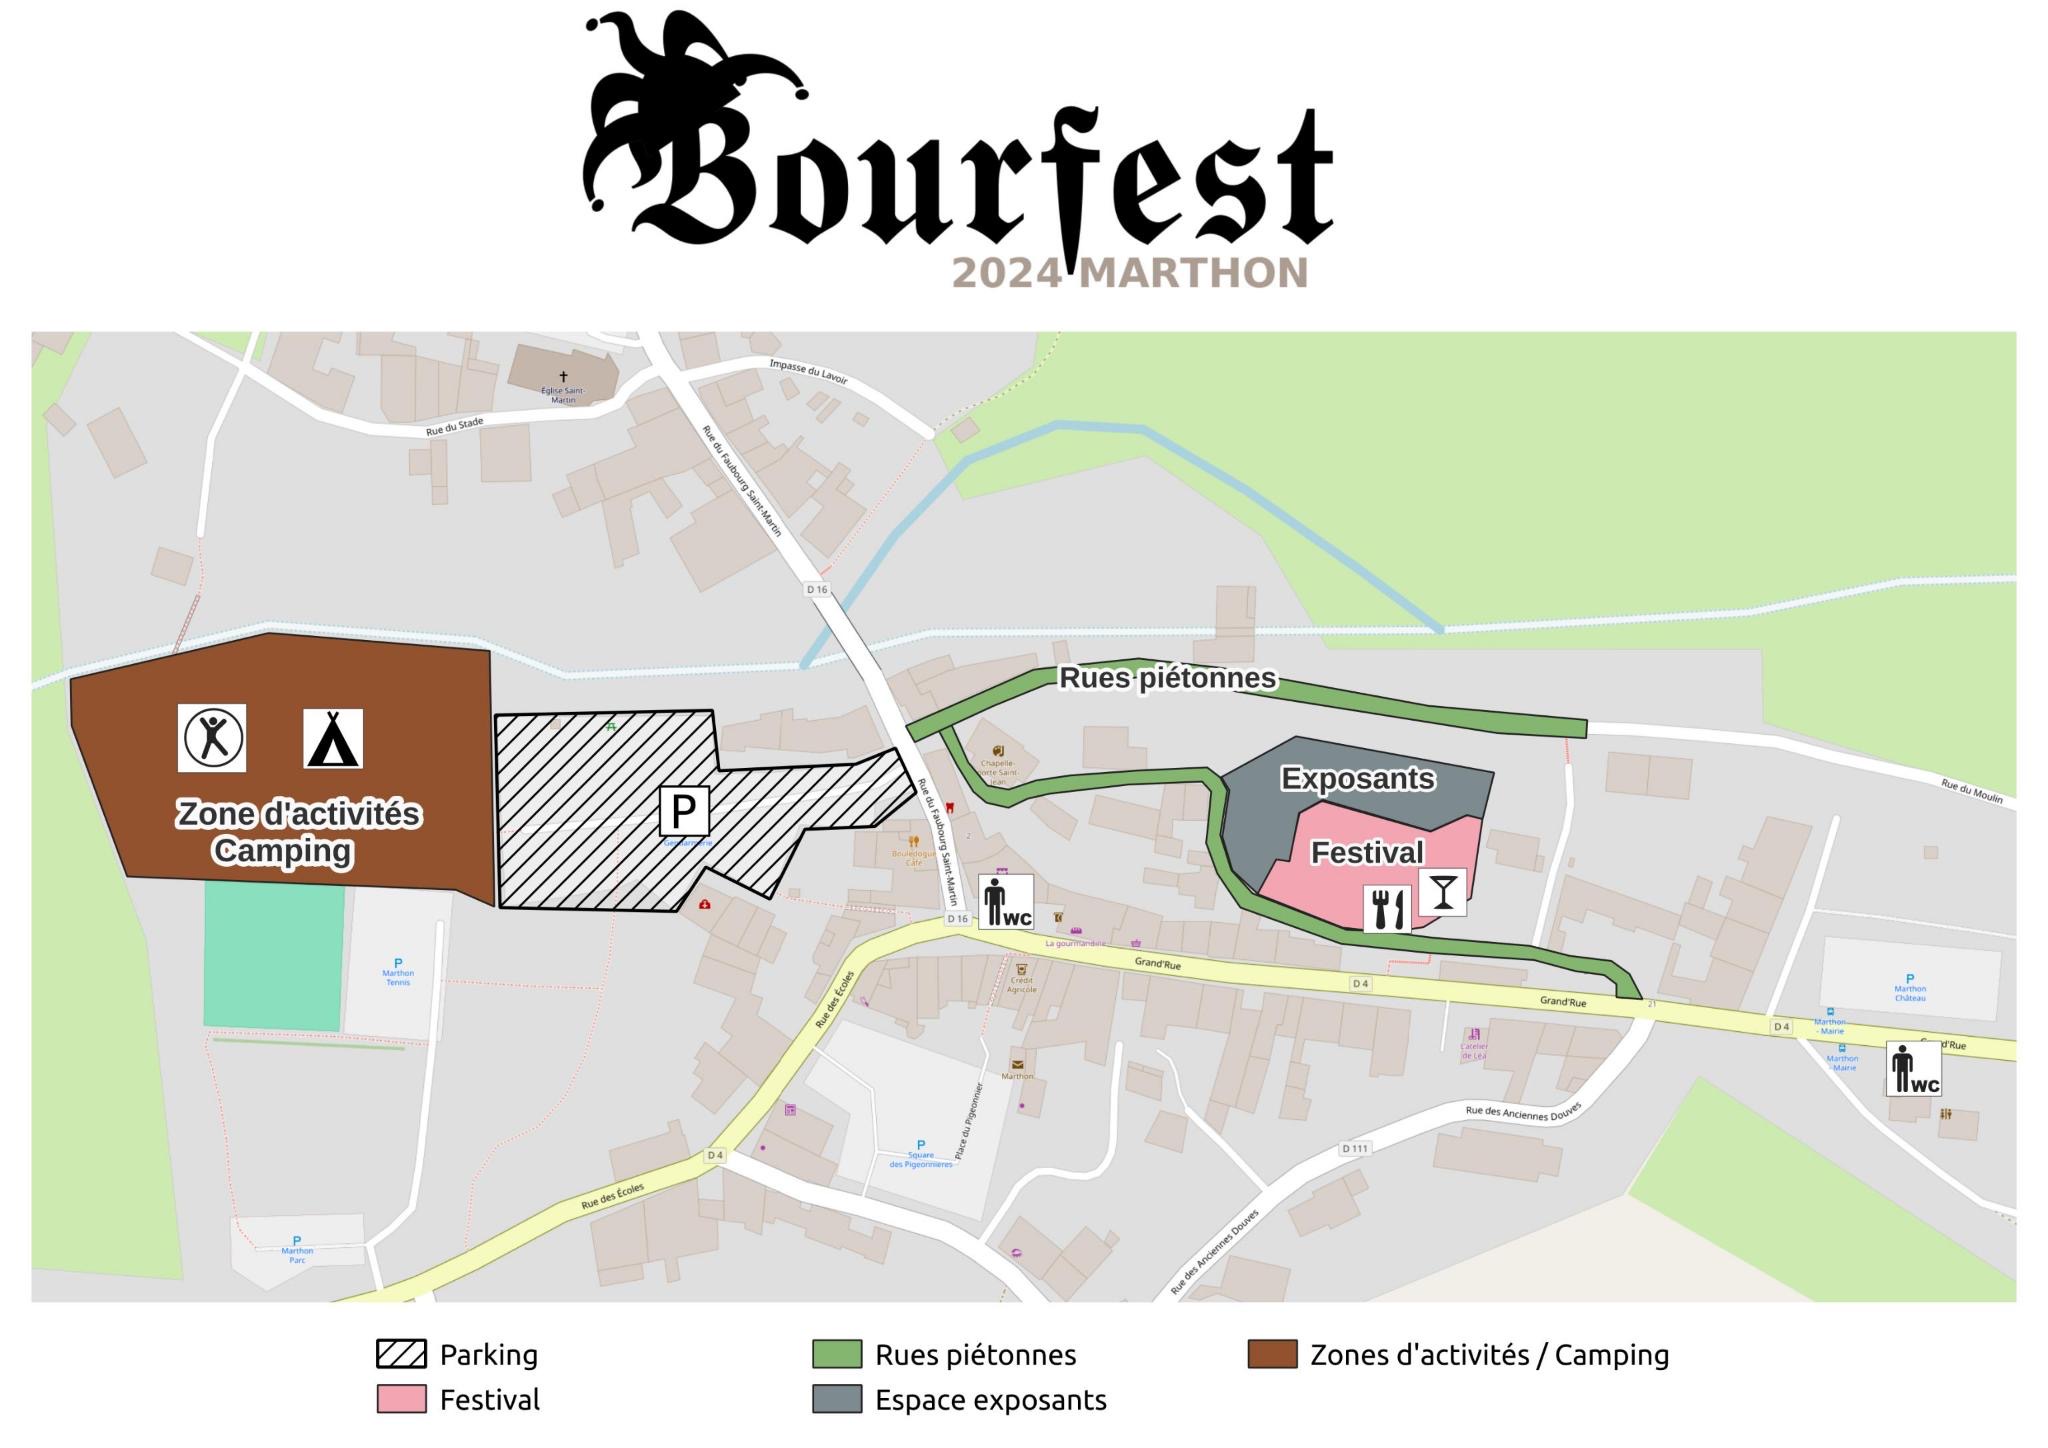 Bourfest
2024 MARTHON
Église Saint-
Martin
Impasse du Lavoir
Rue du Stade
Rue du Faubourg Saint-Martin
D 16
Rues piétonnes
Zone d'activités
Camping
P
Gendarmerie
Chapelle-
Porte Saint-
Jean
Exposants
Festival
Rue du Moulin
Rue du Faubourg Saint-Martin
2
Bouledogue
Café
D 16
WC
La gourmandine
Crédit
Agricole
Grand'Rue
D 4
Grand'Rue
21
P
Marthon
Tennis
P
Marthon
Château
Marthon
- Mairie
D 4
Grand'Rue
Marthon
- Mairie
WC
L'atelier
de Léa
Rue des Écoles
Marthon
Place du Pigeonnier
P
Square
des Pigeonnières
Rue des Anciennes Douves
D 111
D 4
Rue des Écoles
Rue des Anciennes Douves
P
Marthon
Parc
Parking
Rues piétonnes
Zones d'activités / Camping
Festival
Espace exposants